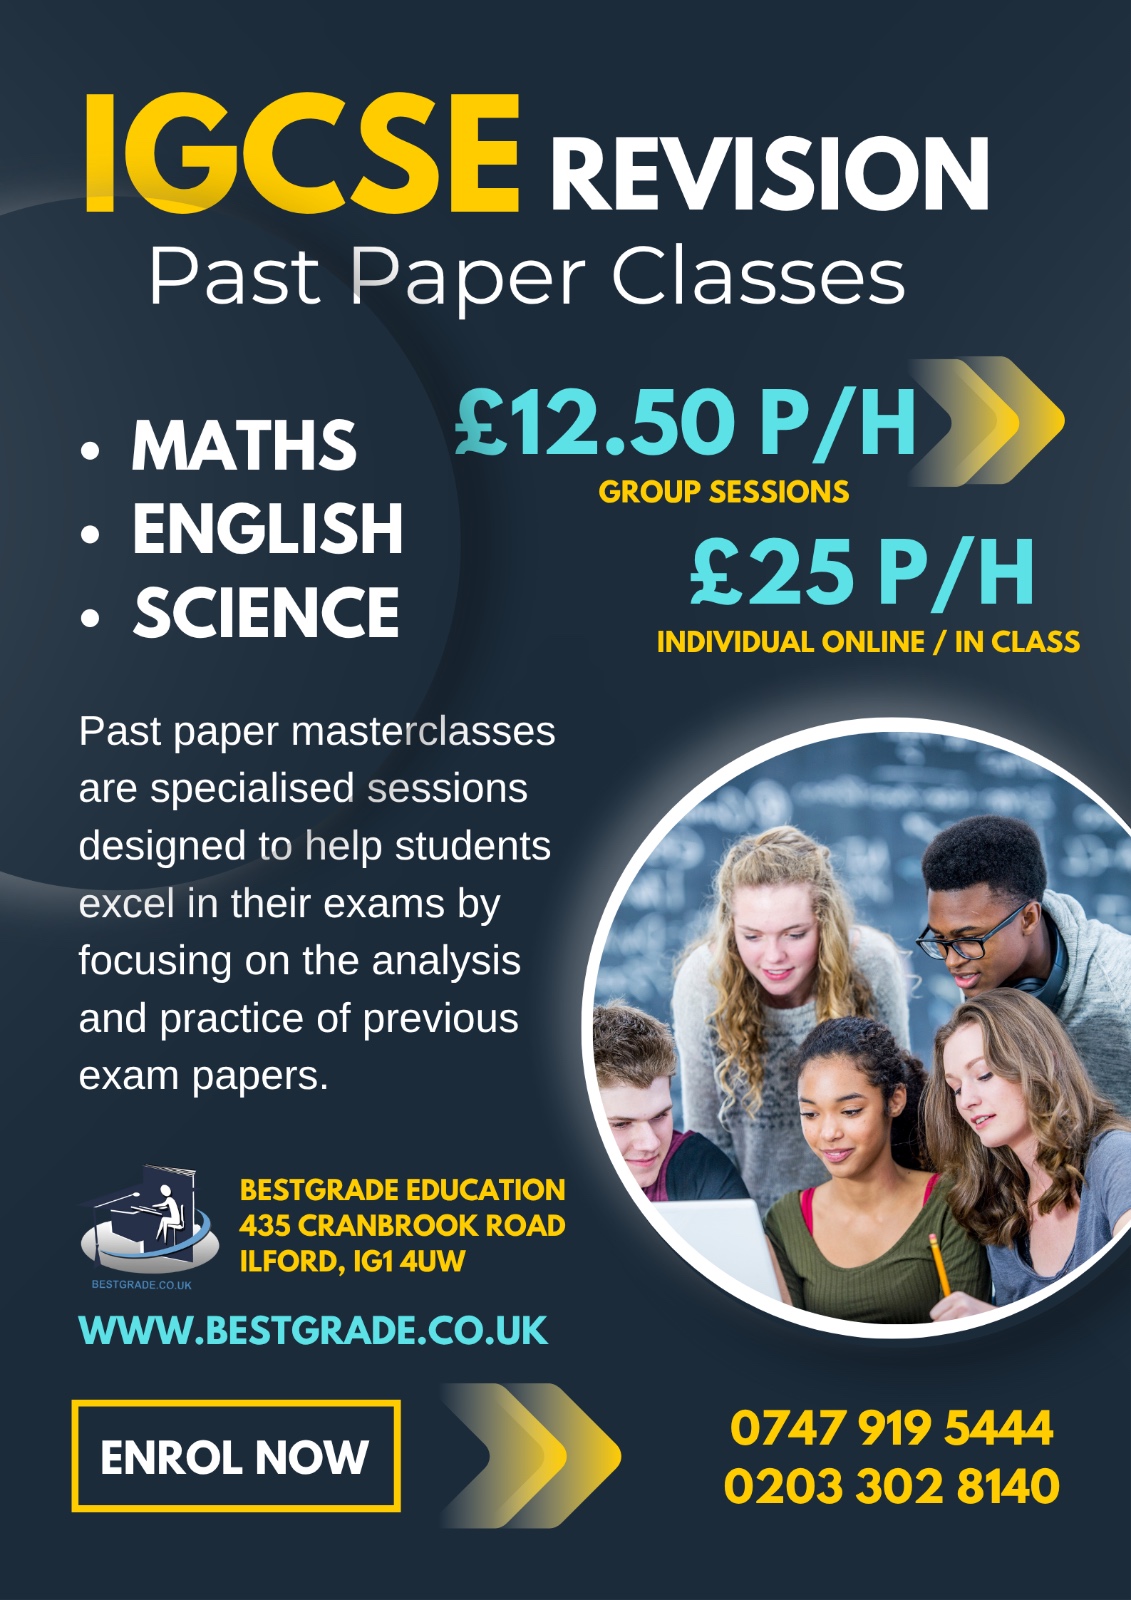 IGCSE REVISION
Past Paper Classes
• MATHS
• ENGLISH
• SCIENCE
£12.50 P/H
GROUP SESSIONS
£25 P/H
INDIVIDUAL ONLINE / IN CLASS
Past paper masterclasses
are specialised sessions
designed to help students
excel in their exams by
focusing on the analysis
and practice of previous
exam papers.
BESTGRADE.CO.UK
BESTGRADE EDUCATION
435 CRANBROOK ROAD
ILFORD, IG1 4UW
WWW.BESTGRADE.CO.UK
ENROL NOW
0747 919 5444
0203 302 8140